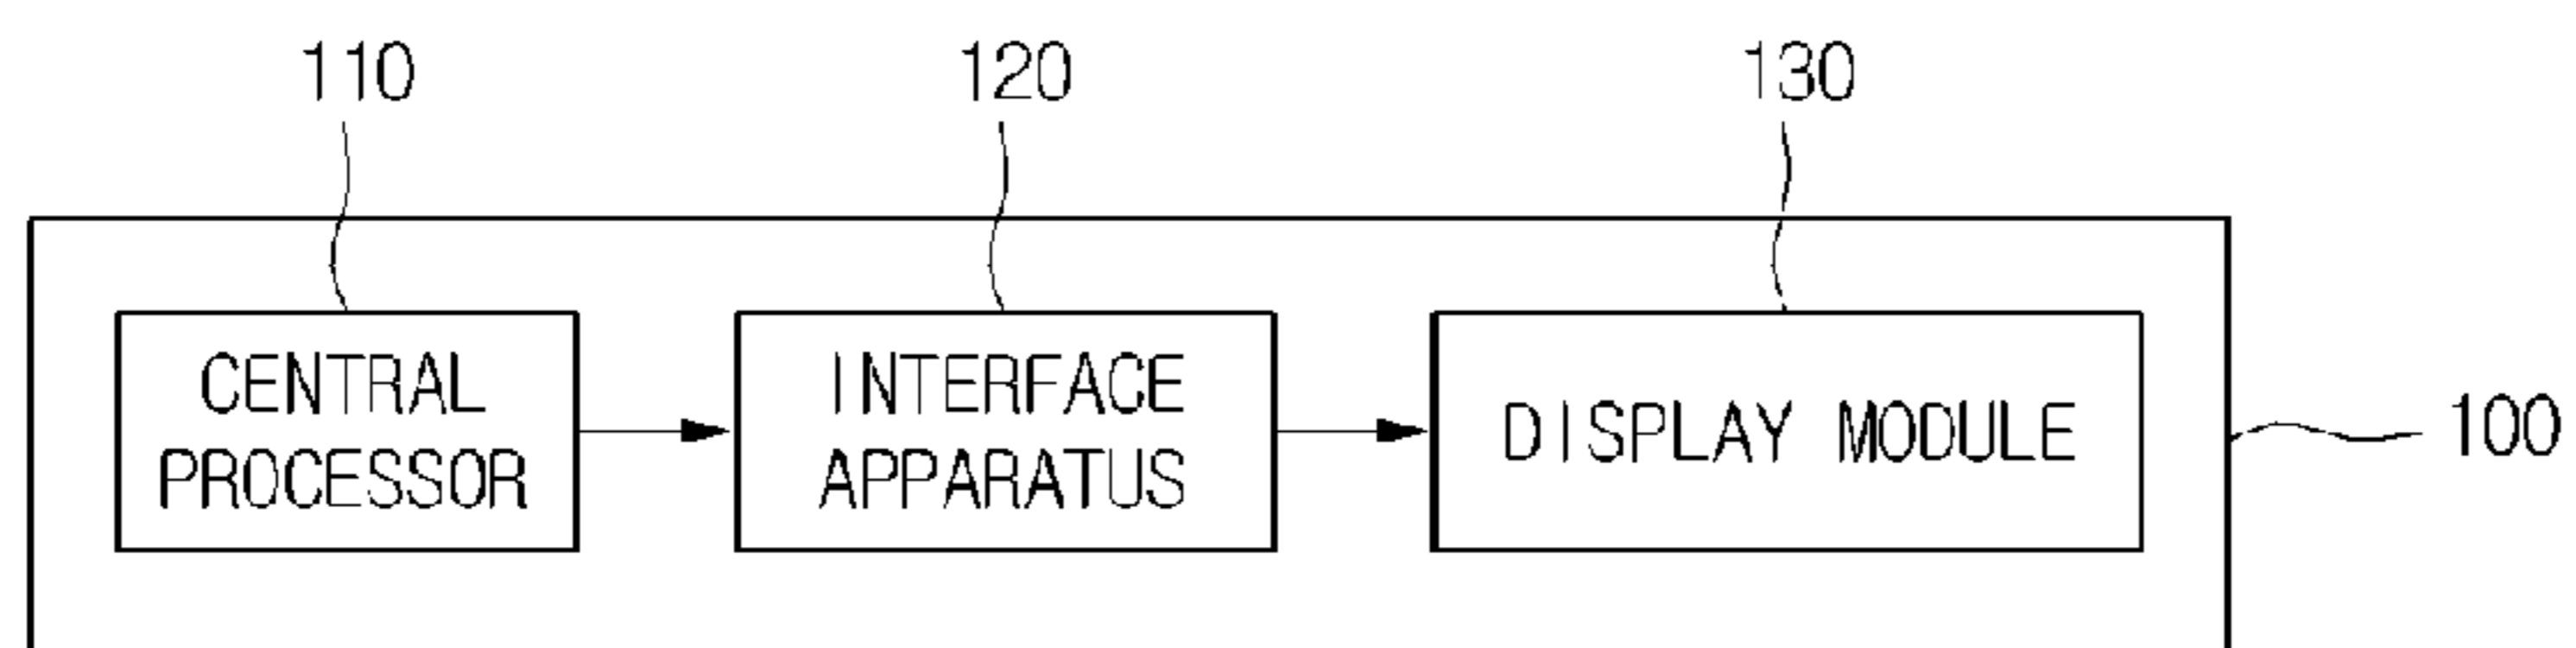 110
120
130
CENTRAL
PROCESSOR
INTERFACE
APPARATUS
DISPLAY MODULE
100